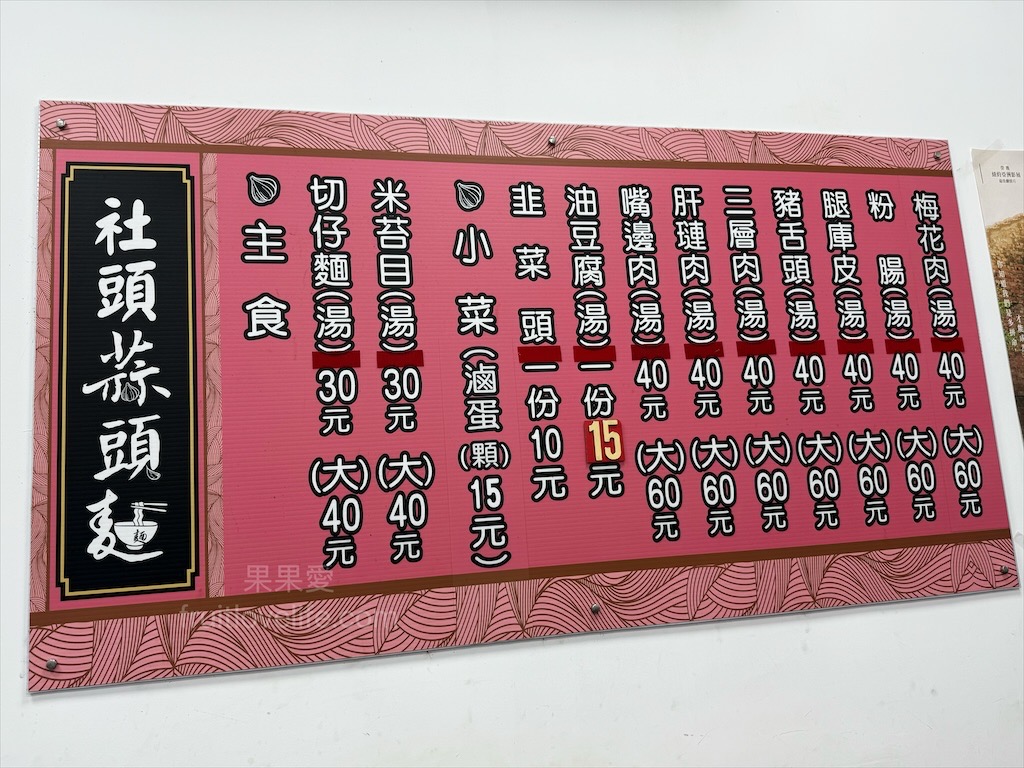 社頭蒜頭麵
麵
主食
切仔麵(湯)30元 (大)40元
米苔目(湯)30元 (大)40元
小菜(滷蛋(顆)15元)
韭菜頭一份10元
油豆腐(湯)一份15元
嘴邊肉(湯)40元 (大)60元
肝璉肉(湯)40元 (大)60元
三層肉(湯)40元 (大)60元
豬舌頭(湯)40元 (大)60元
腿庫皮(湯)40元 (大)60元
粉腸(湯)40元 (大)60元
梅花肉(湯)40元 (大)60元
果果愛
fruitlovelife.com